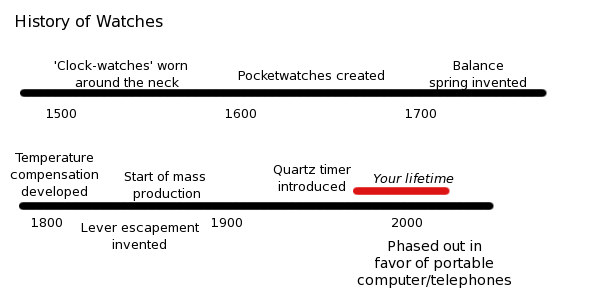 History of Watches
'Clock-watches' worn
around the neck
Pocketwatches created
Balance
spring invented
1500
1600
1700
Temperature
compensation
developed
Start of mass
production
Quartz timer
introduced
Your lifetime
1800
Lever escapement
invented
1900
2000
Phased out in
favor of portable
computer/telephones